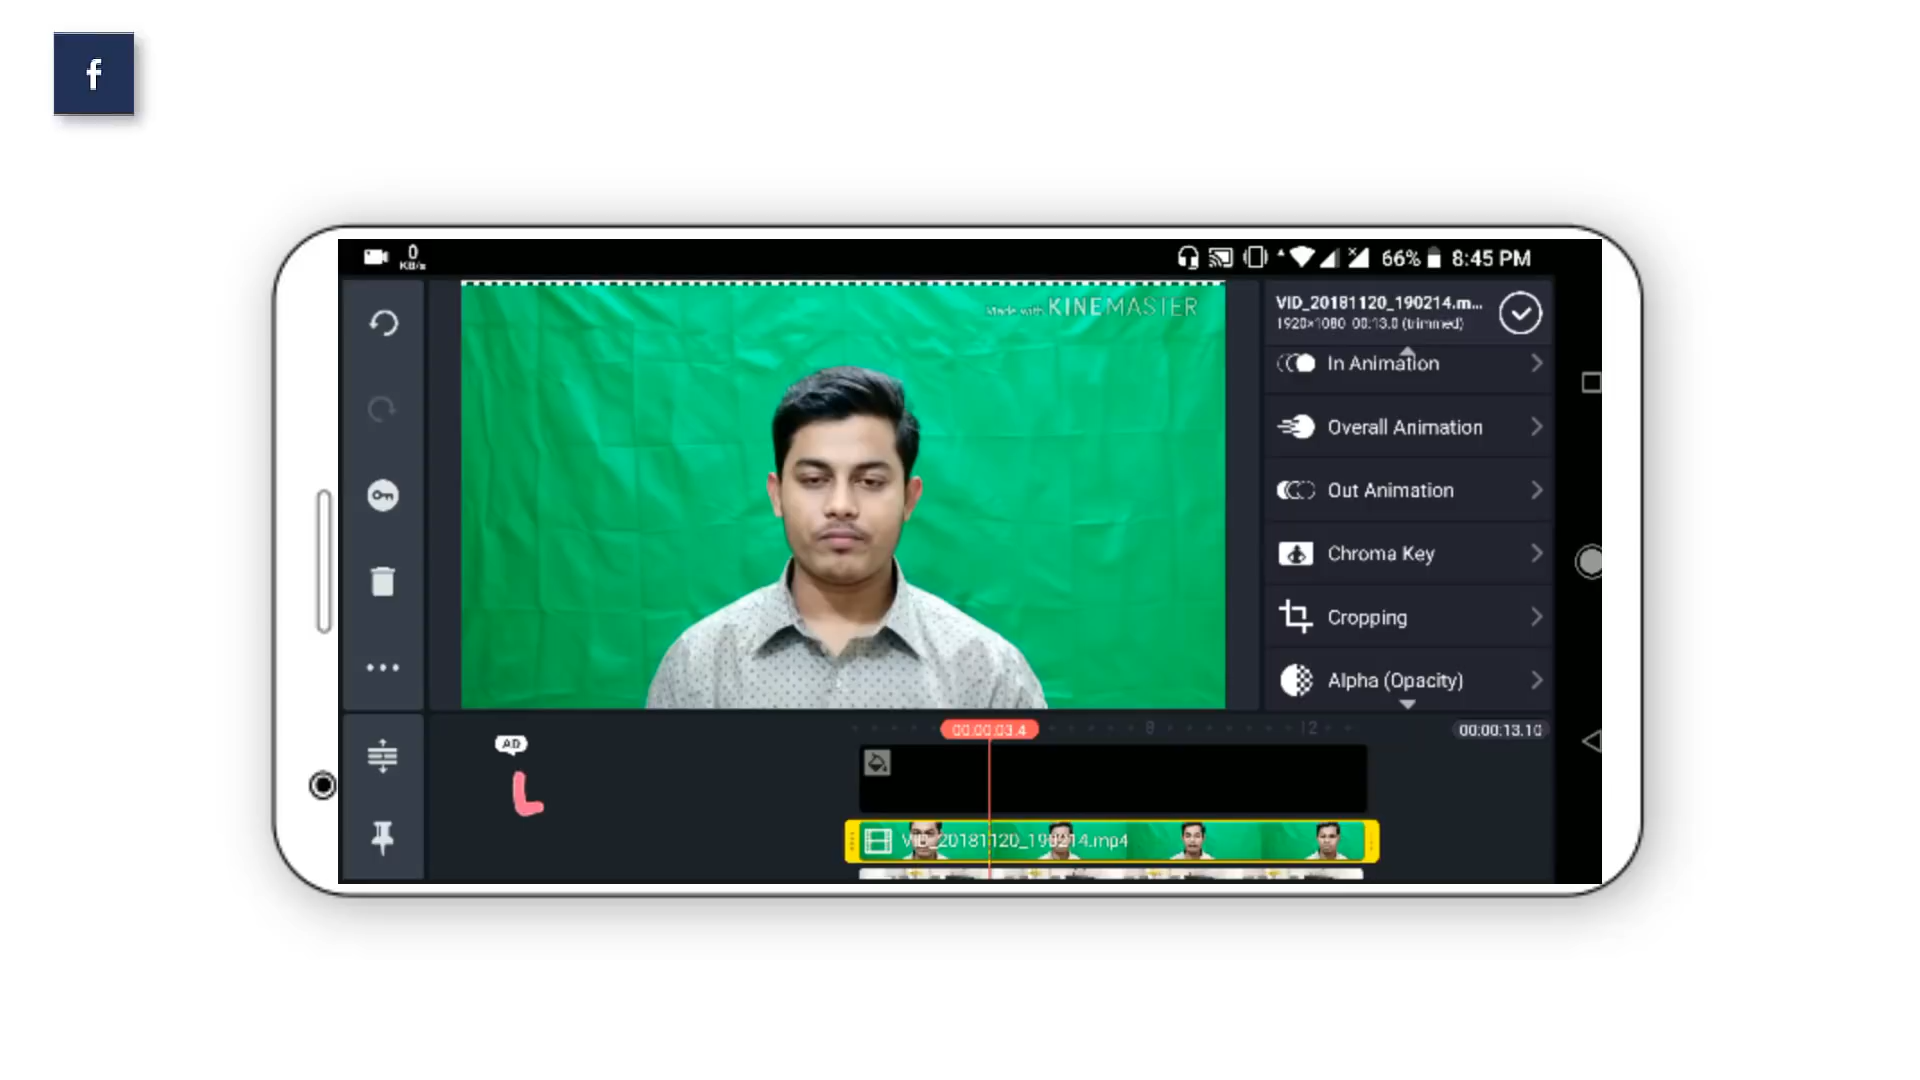 f
0
KB/s
66%
8:45 PM
Made with KINEMASTER
VID_20181120_190214.m...
1920×1080 00:13.0 (trimmed)
In Animation
Overall Animation
Out Animation
Chroma Key
Cropping
Alpha (Opacity)
AD
00:00:03.4
8
12
00:00:13.10
VID_20181120_190214.mp4